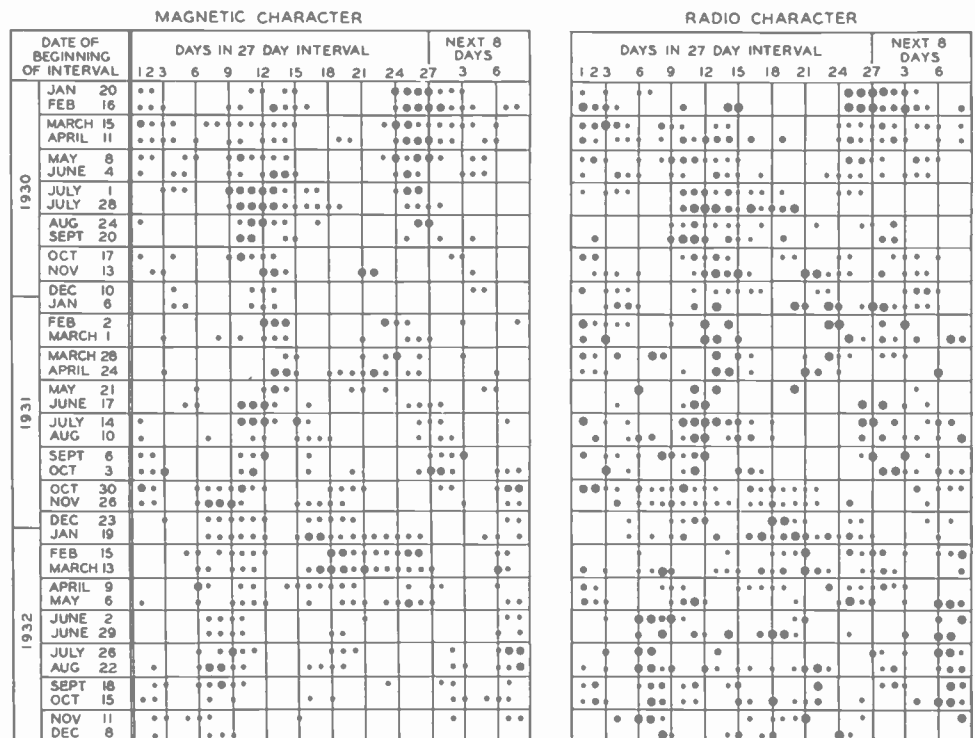 MAGNETIC CHARACTER
DATE OF
BEGINNING
OF INTERVAL
DAYS IN 27 DAY INTERVAL
NEXT 8
DAYS
1 2 3 6 9 12 15 18 21 24 27 3 6
RADIO CHARACTER
DAYS IN 27 DAY INTERVAL
NEXT 8
DAYS
1 2 3 6 9 12 15 18 21 24 27 3 6
1930
JAN 20
FEB 16
MARCH 15
APRIL 11
MAY 8
JUNE 4
JULY 1
JULY 28
AUG 24
SEPT 20
OCT 17
NOV 13
DEC 10
1931
JAN 6
FEB 2
MARCH 1
MARCH 28
APRIL 24
MAY 21
JUNE 17
JULY 14
AUG 10
SEPT 6
OCT 3
OCT 30
NOV 26
DEC 23
1932
JAN 19
FEB 15
MARCH 13
APRIL 9
MAY 6
JUNE 2
JUNE 29
JULY 26
AUG 22
SEPT 18
OCT 15
NOV 11
DEC 8